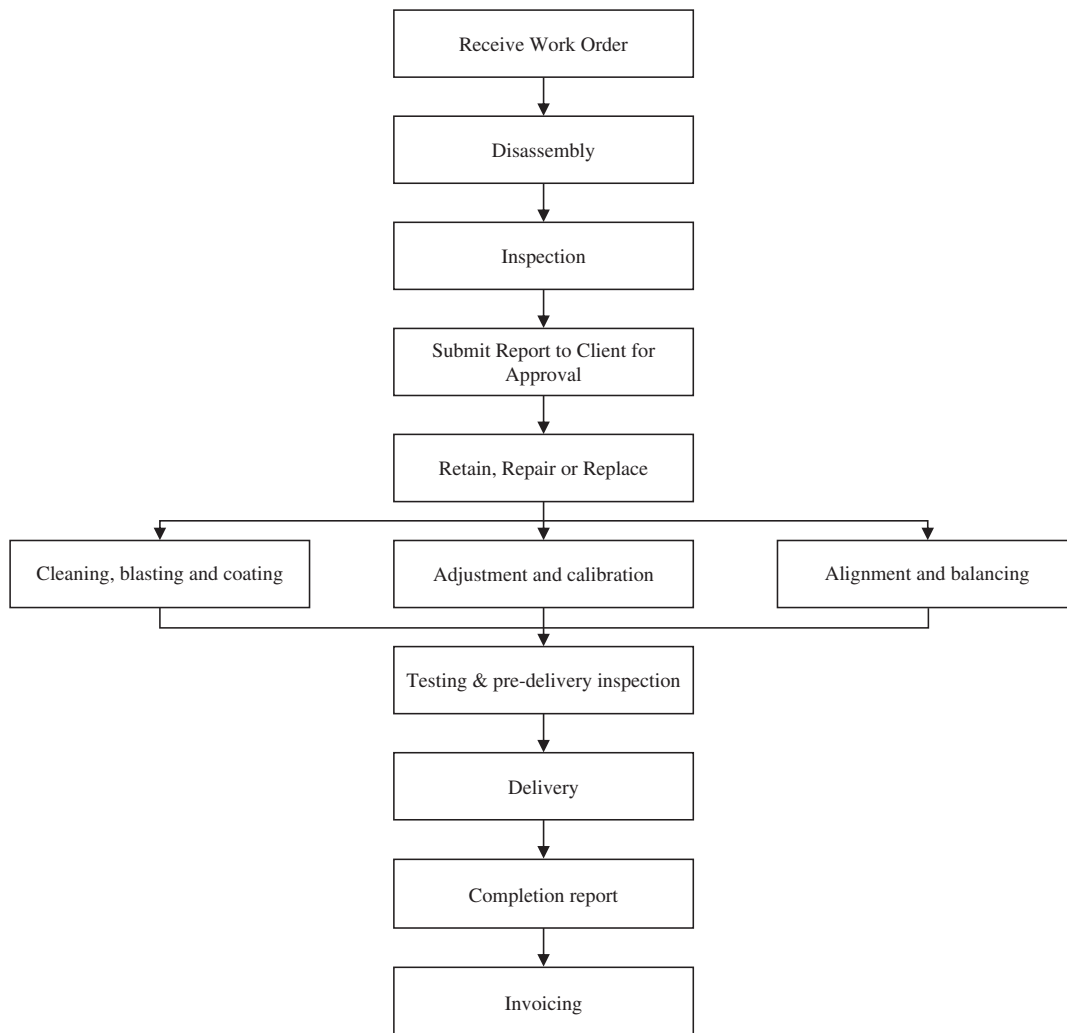 Receive Work Order
Disassembly
Inspection
Submit Report to Client for
Approval
Retain, Repair or Replace
Cleaning, blasting and coating
Adjustment and calibration
Alignment and balancing
Testing & pre-delivery inspection
Delivery
Completion report
Invoicing